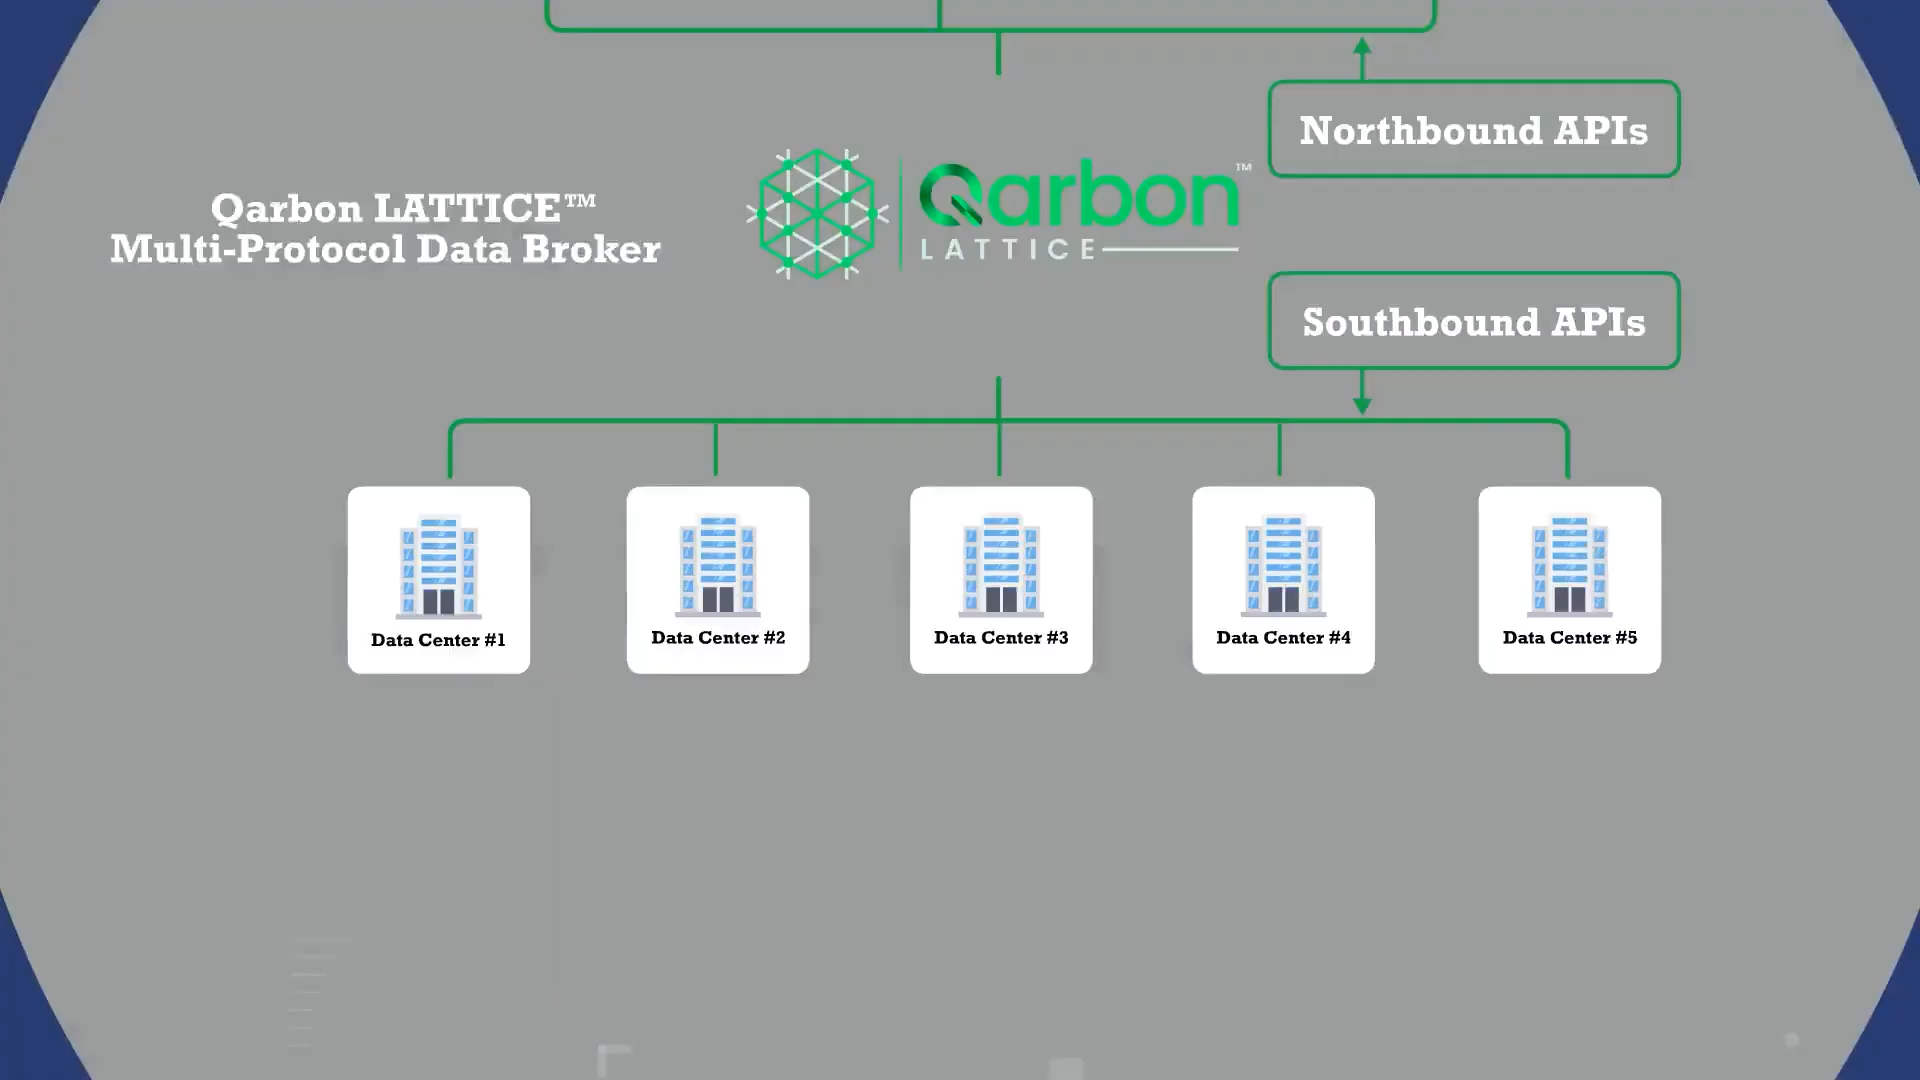 Northbound APIs
Qarbon LATTICE™
Multi-Protocol Data Broker
Qarbon™
LATTICE
Southbound APIs
Data Center #1
Data Center #2
Data Center #3
Data Center #4
Data Center #5